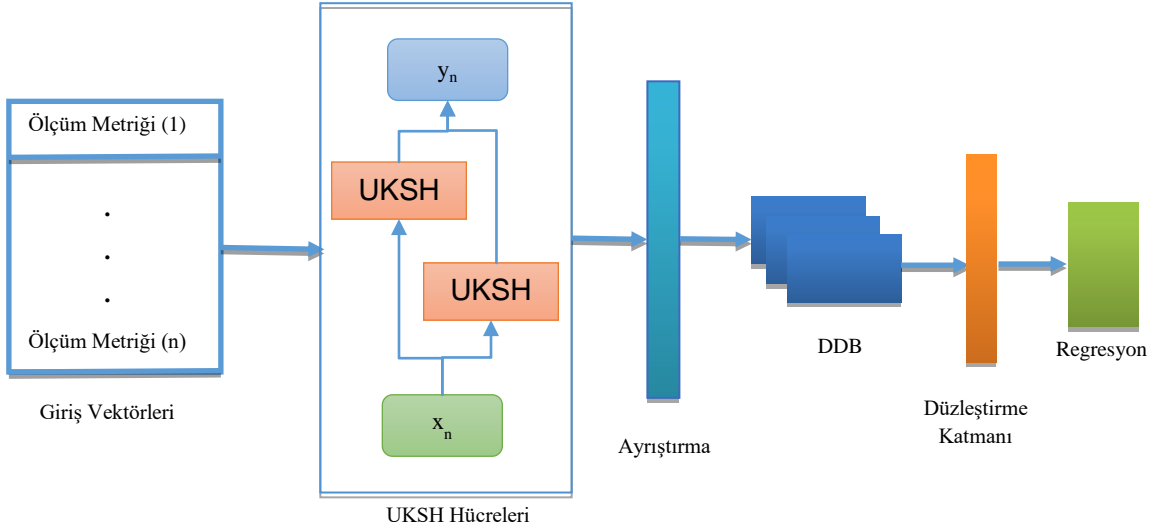 Ölçüm Metriği (1)
.
.
.
Ölçüm Metriği (n)
Giriş Vektörleri
yn
UKSH
UKSH
xn
UKSH Hücreleri
Ayrıştırma
DDB
Düzleştirme
Katmanı
Regresyon